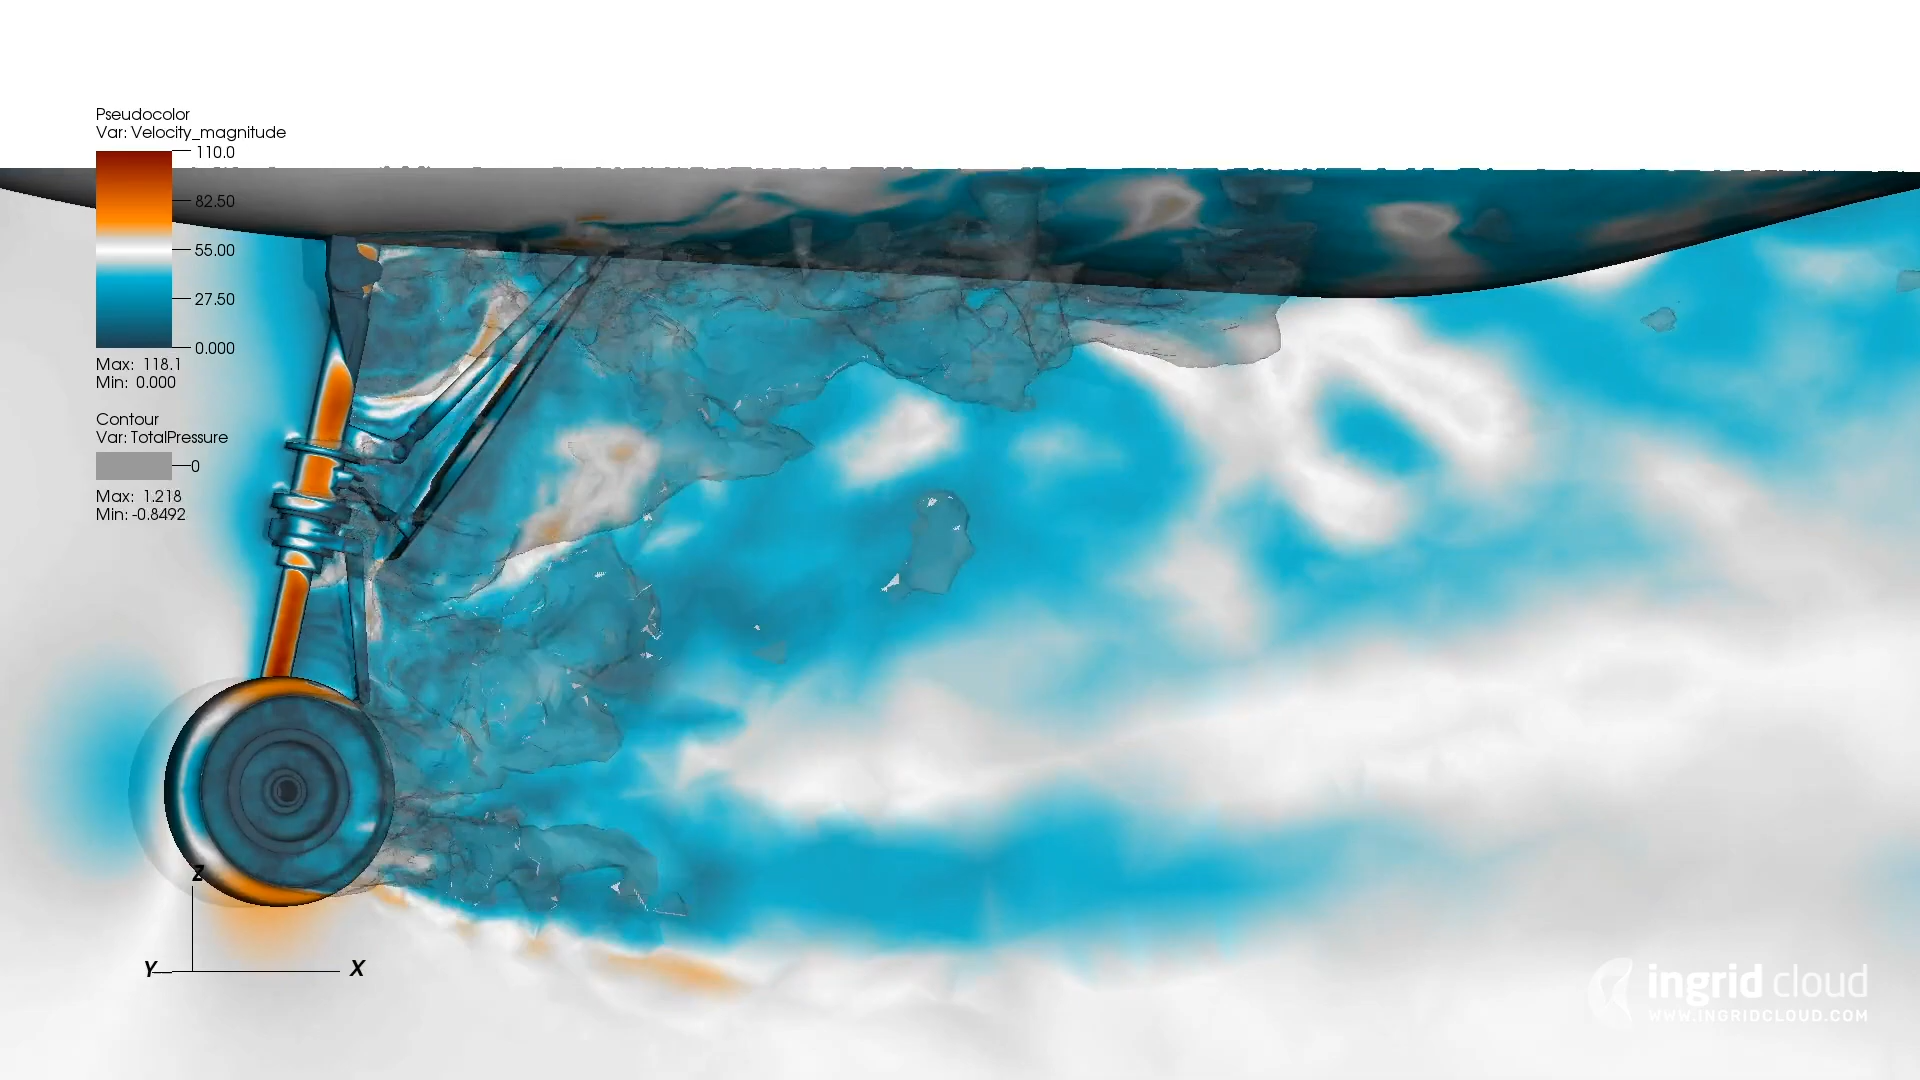 Pseudocolor
Var: Velocity_magnitude
110.0
82.50
55.00
27.50
0.000
Max: 118.1
Min: 0.000
Contour
Var: TotalPressure
0
Max: 1.218
Min: -0.8492
Z
Y
X
ingrid cloud
WWW.INGRIDCLOUD.COM